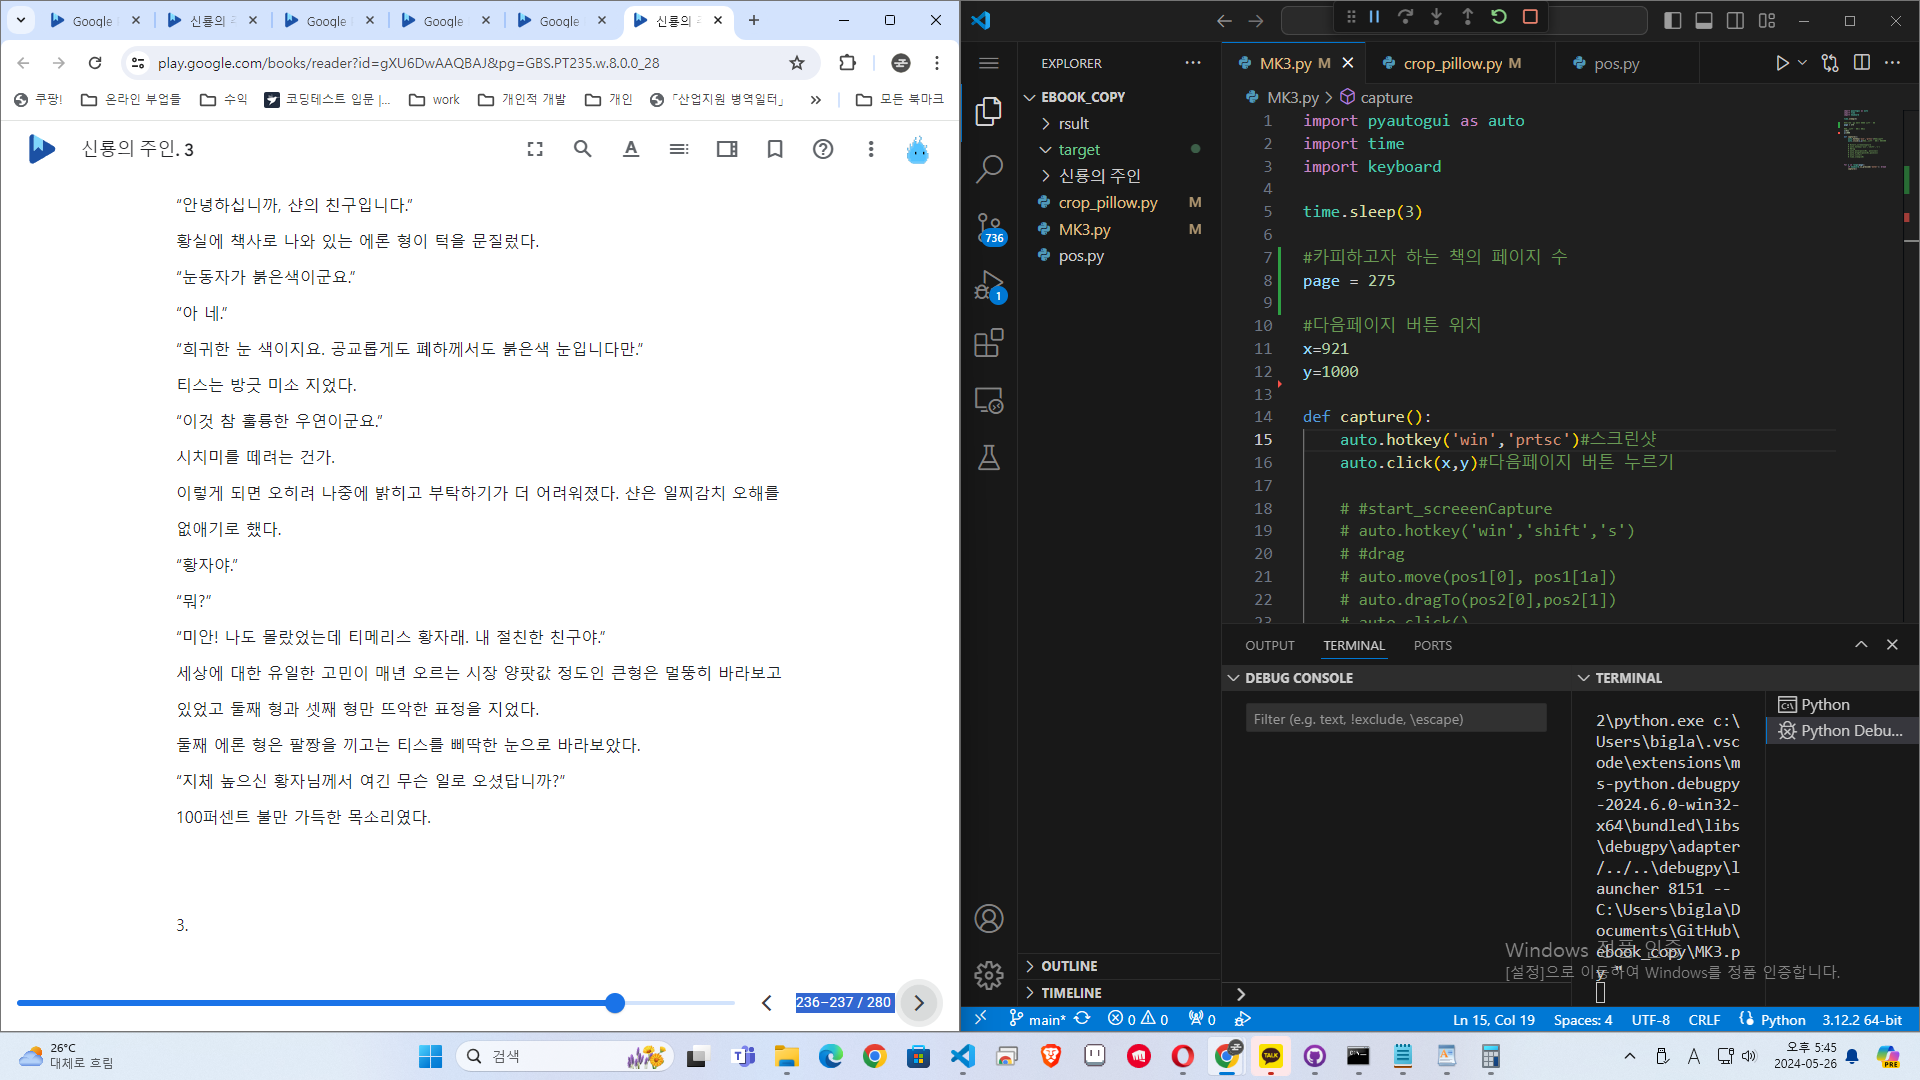 Google
신룡의 주
Google
Google
Google
신룡의 주
play.google.com/books/reader?id=gXU6DwAAQBAJ&pg=GBS.PT235.w.8.0.0_28
쿠팡!
온라인 부업들
수익
코딩테스트 입문 |...
work
개인적 개발
개인
「산업지원 병역일터」
모든 북마크
신룡의 주인. 3
“안녕하십니까, 샨의 친구입니다.”
황실에 책사로 나와 있는 에론 형이 턱을 문질렀다.
“눈동자가 붉은색이군요.”
“아 네.”
“희귀한 눈 색이지요. 공교롭게도 폐하께서도 붉은색 눈입니다만.”
티스는 방긋 미소 지었다.
“이것 참 훌륭한 우연이군요.”
시치미를 떼려는 건가.
이렇게 되면 오히려 나중에 밝히고 부탁하기가 더 어려워졌다. 샨은 일찌감치 오해를
없애기로 했다.
“황자야.”
“뭐?”
“미안! 나도 몰랐었는데 티메리스 황자래. 내 절친한 친구야.”
세상에 대한 유일한 고민이 매년 오르는 시장 양팟값 정도인 큰형은 멀뚱히 바라보고
있었고 둘째 형과 셋째 형만 뜨악한 표정을 지었다.
둘째 에론 형은 팔짱을 끼고는 티스를 삐딱한 눈으로 바라보았다.
“지체 높으신 황자님께서 여긴 무슨 일로 오셨답니까?”
100퍼센트 불만 가득한 목소리였다.
3.
236–237 / 280
EXPLORER
EBOOK_COPY
rsult
target
신룡의 주인
crop_pillow.py M
MK3.py M
pos.py
736
1
OUTLINE
TIMELINE
MK3.py M
crop_pillow.py M
pos.py
MK3.py
capture
1 import pyautogui as auto
2 import time
3 import keyboard
4
5 time.sleep(3)
6
7 #카피하고자 하는 책의 페이지 수
8 page = 275
9
10 #다음페이지 버튼 위치
11 x=921
12 y=1000
13
14 def capture():
15 auto.hotkey('win','prtsc')#스크린샷
16 auto.click(x,y)#다음페이지 버튼 누르기
17
18 # #start_screeenCapture
19 # auto.hotkey('win','shift','s')
20 # #drag
21 # auto.move(pos1[0], pos1[1a])
22 # auto.dragTo(pos2[0],pos2[1])
23 # auto.click()
OUTPUT
TERMINAL
PORTS
DEBUG CONSOLE
Filter (e.g. text, !exclude, \escape)
TERMINAL
2\python.exe c:\
Users\bigla\.vsc
ode\extensions\m
s-python.debugpy
-2024.6.0-win32-
x64\bundled\libs
\debugpy\adapter
/../..\debugpy\l
auncher 8151 --
C:\Users\bigla\D
ocuments\GitHub\
ebook_copy\MK3.p
y "
Python
Python Debu...
Windows 정품 인증
[설정]으로 이동하여 Windows를 정품 인증합니다.
main*
0
0
0
Ln 15, Col 19
Spaces: 4
UTF-8
CRLF
Python
3.12.2 64-bit
26°C
대체로 흐림
검색
TALK
A
오후 5:45
2024-05-26
PRE